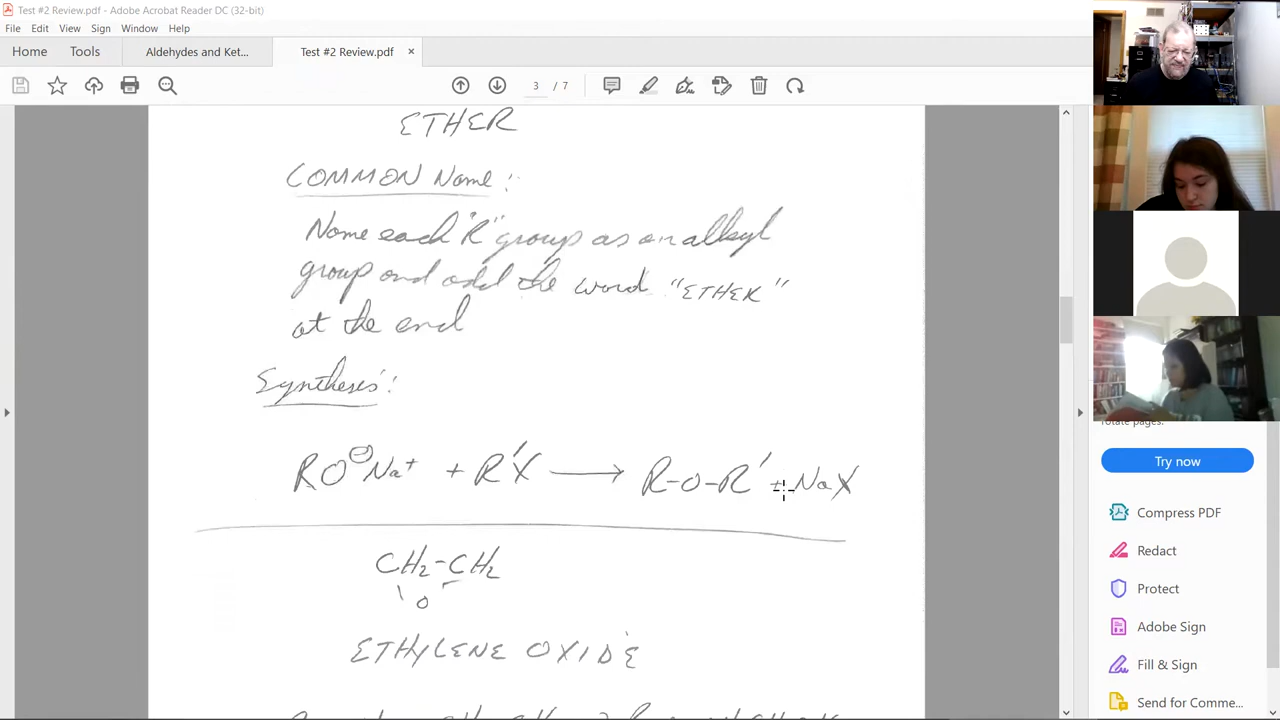 Test #2 Review.pdf - Adobe Acrobat Reader DC (32-bit)
File Edit View Sign Window Help
Home Tools Aldehydes and Ket... Test #2 Review.pdf ×
/ 7
ETHER
COMMON Name:
Name each "R" group as an alkyl
group and add the word "ETHER"
at the end
Synthesis:
RO⊖Na+ + R'X → R-O-R' + NaX
CH2-CH2
O
ETHYLENE OXIDE
rotate pages.
Try now
Compress PDF
Redact
Protect
Adobe Sign
Fill & Sign
Send for Comme...